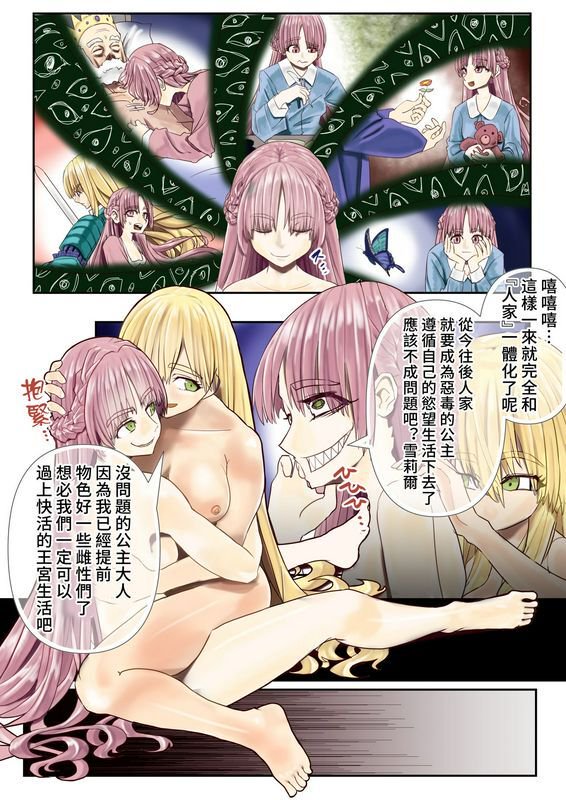 K…
嘻嘻嘻…
這樣一來就完全和
『人家』一體化了呢
從今往後人家
就要成為惡毒的公主
遵循自己的慾望生活下去了
應該不成問題吧？雪莉爾
抱緊…
沒問題的公主大人
因為我已經提前
物色好一些雌性們了
想必我們一定可以
過上快活的王宮生活吧